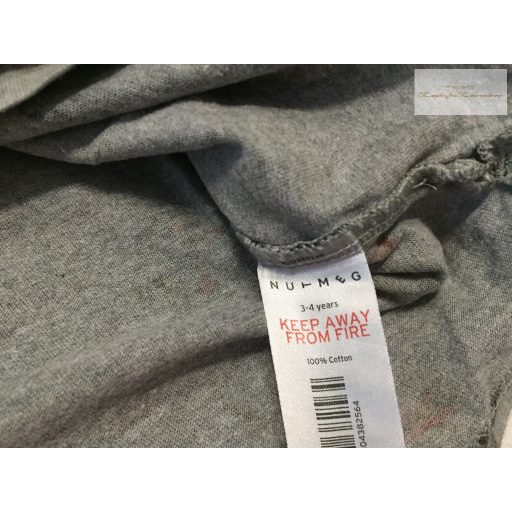 NUTMEG
3-4 years
KEEP AWAY
FROM FIRE
100% Cotton
04382564